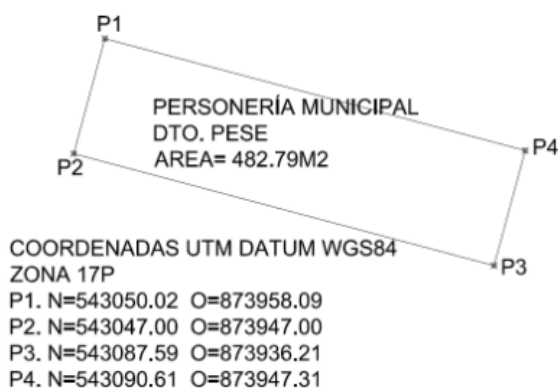 P1
PERSONERÍA MUNICIPAL
DTO. PESE
AREA= 482.79M2
P4
P2
P3
COORDENADAS UTM DATUM WGS84
ZONA 17P
P1. N=543050.02 O=873958.09
P2. N=543047.00 O=873947.00
P3. N=543087.59 O=873936.21
P4. N=543090.61 O=873947.31